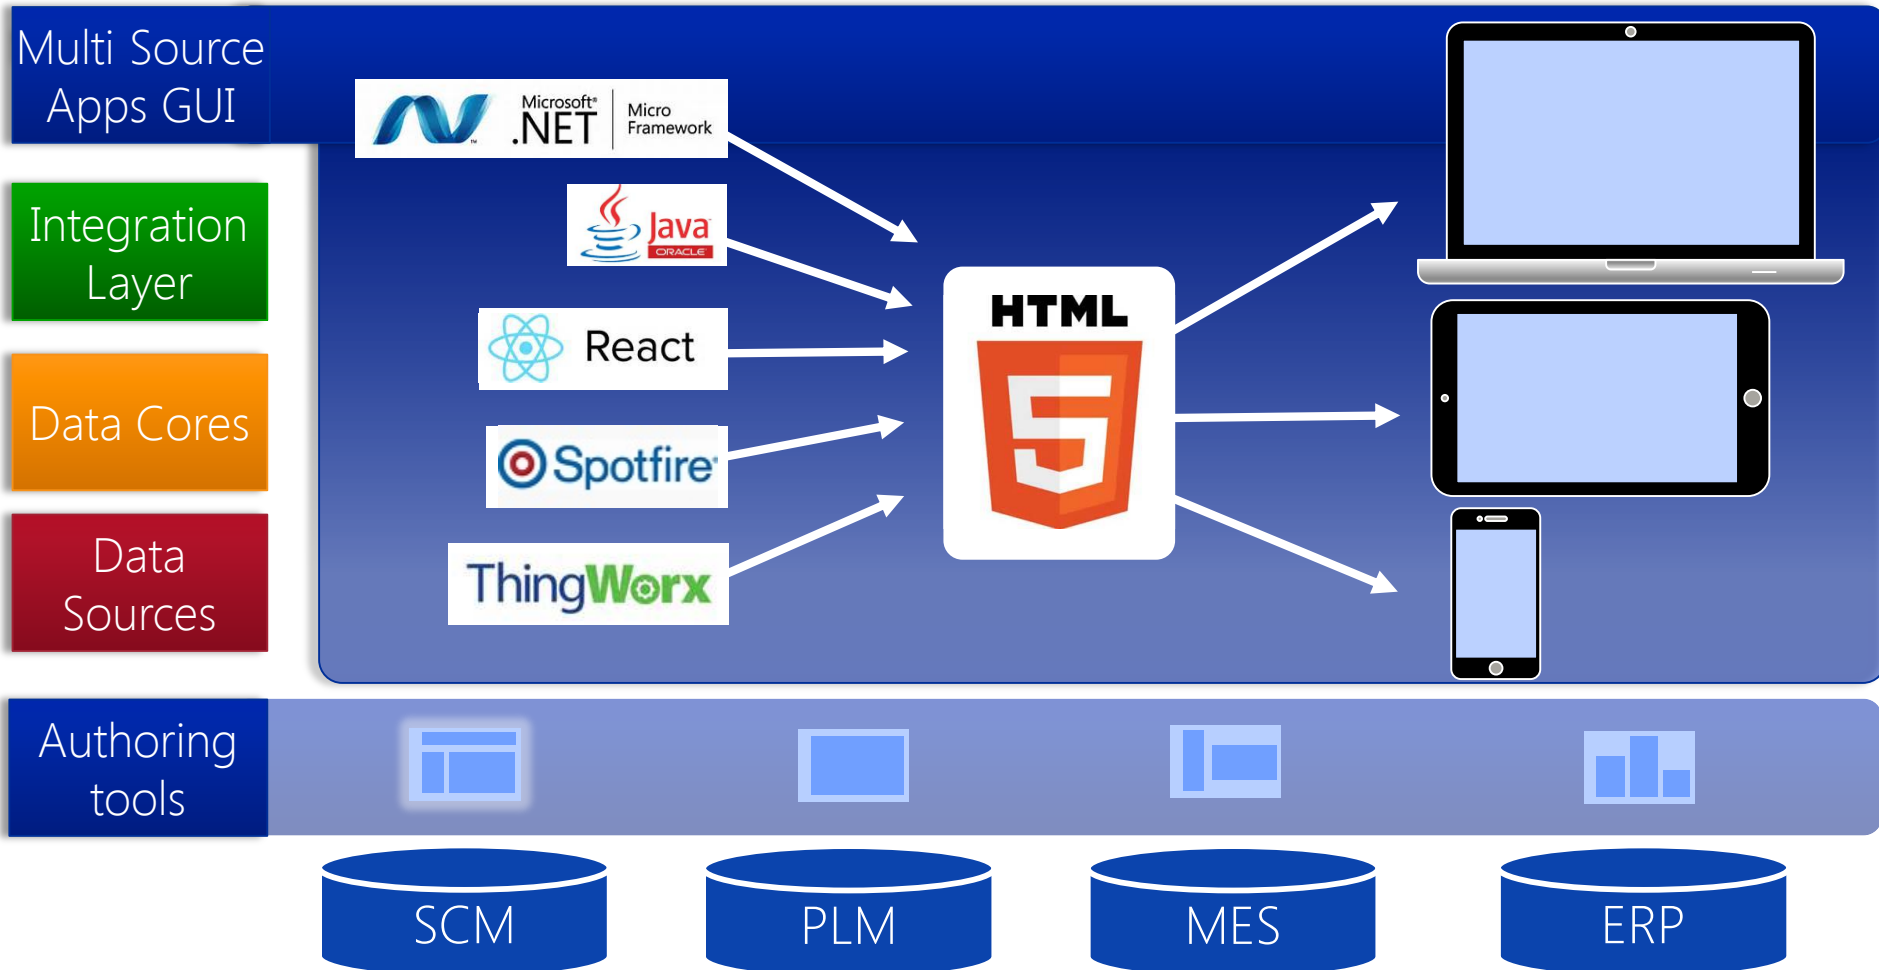 Multi Source
Apps GUI
Microsoft®
.NET
Micro
Framework
Java
ORACLE
Integration
Layer
HTML
5
React
Data Cores
Spotfire
ThingWorx
Data
Sources
Authoring
tools
SCM
PLM
MES
ERP